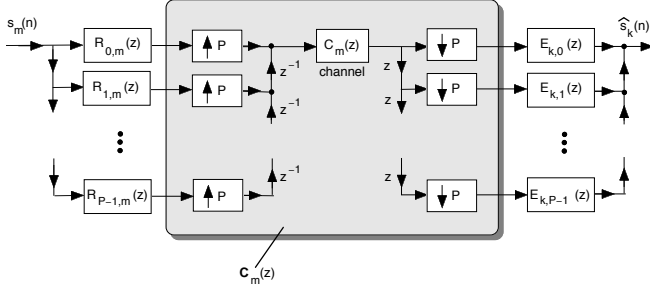 s_m(n)
R_{0,m}(z)
P
C_m(z)
channel
P
E_{k,0}(z)
ŝ_k(n)
z^{-1}
z
R_{1,m}(z)
P
z^{-1}
z
P
E_{k,1}(z)
z^{-1}
z
R_{P-1,m}(z)
P
P
E_{k,P-1}(z)
C_m(z)